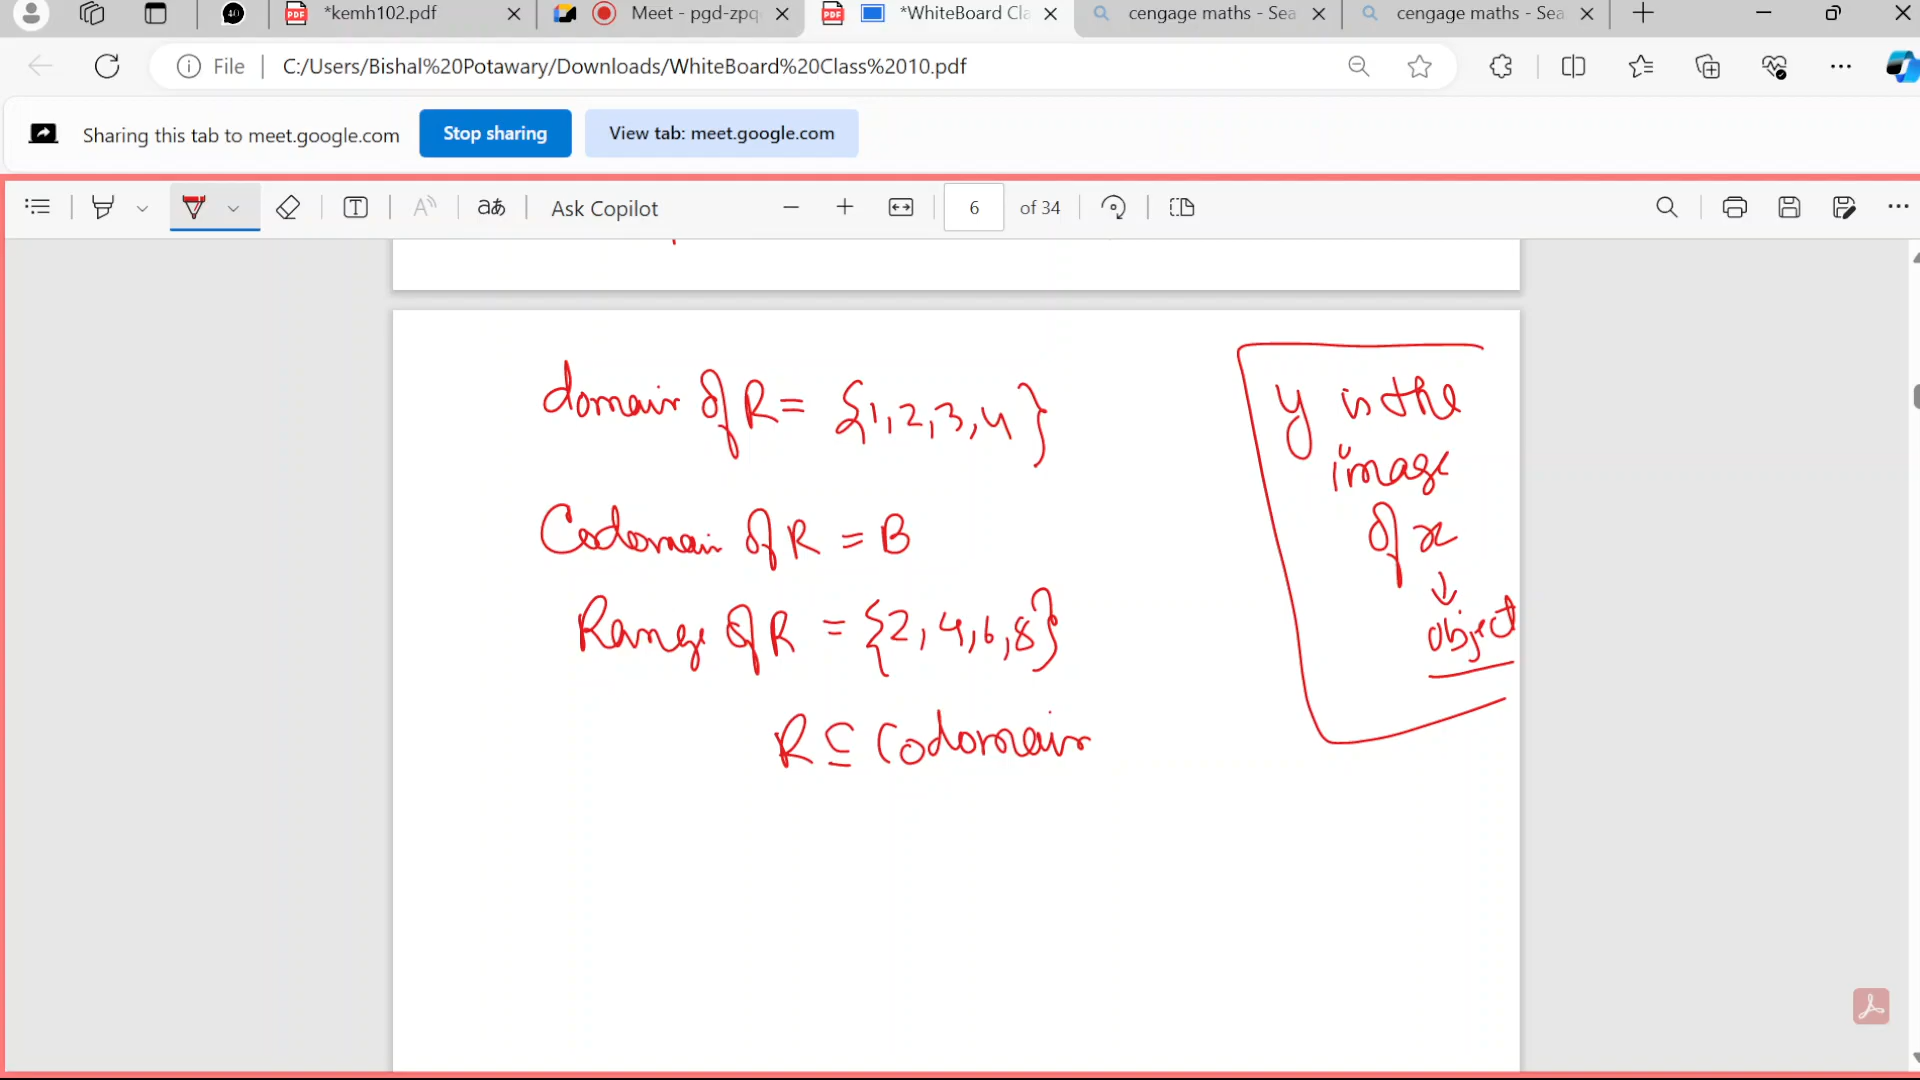 40
*kemh102.pdf
Meet - pgd-zpq
*WhiteBoard Cla
cengage maths - Sea
cengage maths - Sea
File
C:/Users/Bishal%20Potawary/Downloads/WhiteBoard%20Class%2010.pdf
Sharing this tab to meet.google.com
Stop sharing
View tab: meet.google.com
Ask Copilot
6 of 34
domain of R = {1,2,3,4}
Codomain of R = B
Range of R = {2,4,6,8}
R ⊆ Codomain
y is the
image
of x
↓
object